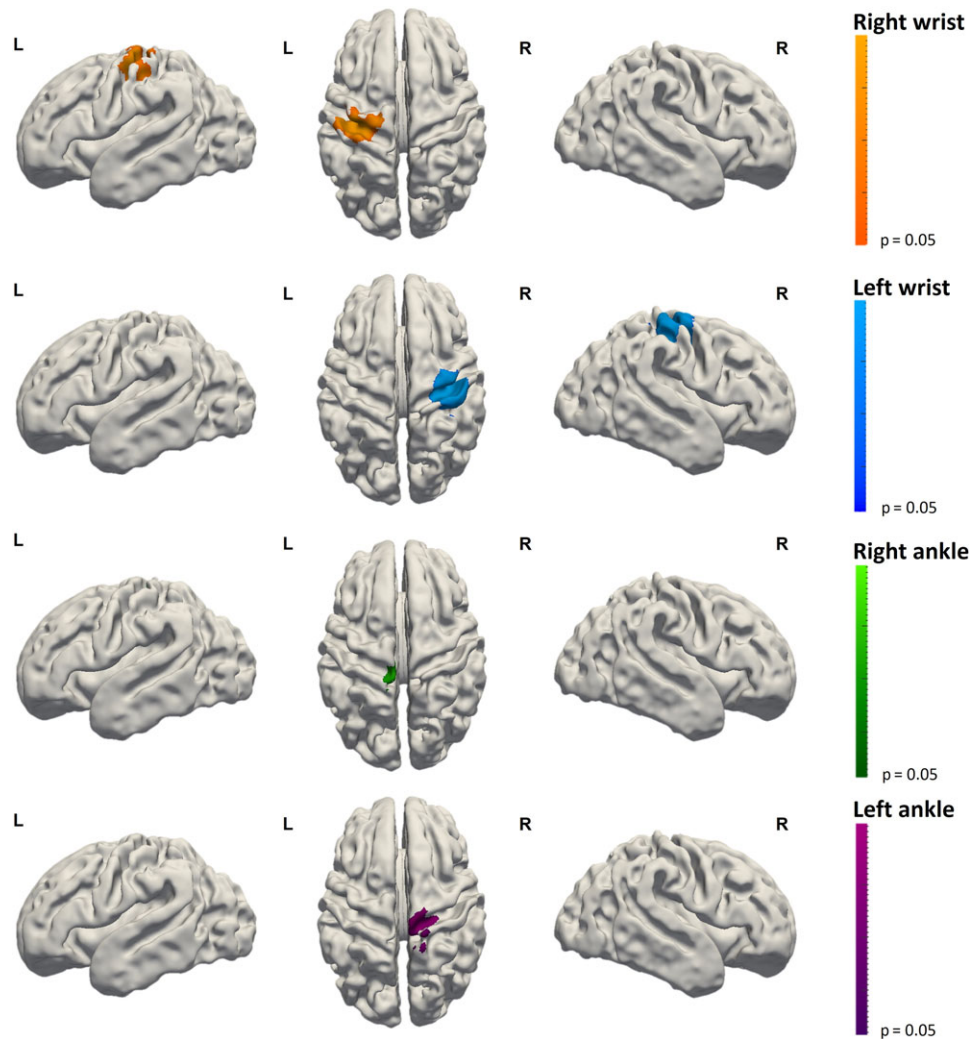 Right wrist
L L R R
p = 0.05
Left wrist
L L R R
p = 0.05
Right ankle
L L R R
p = 0.05
Left ankle
L L R R
p = 0.05